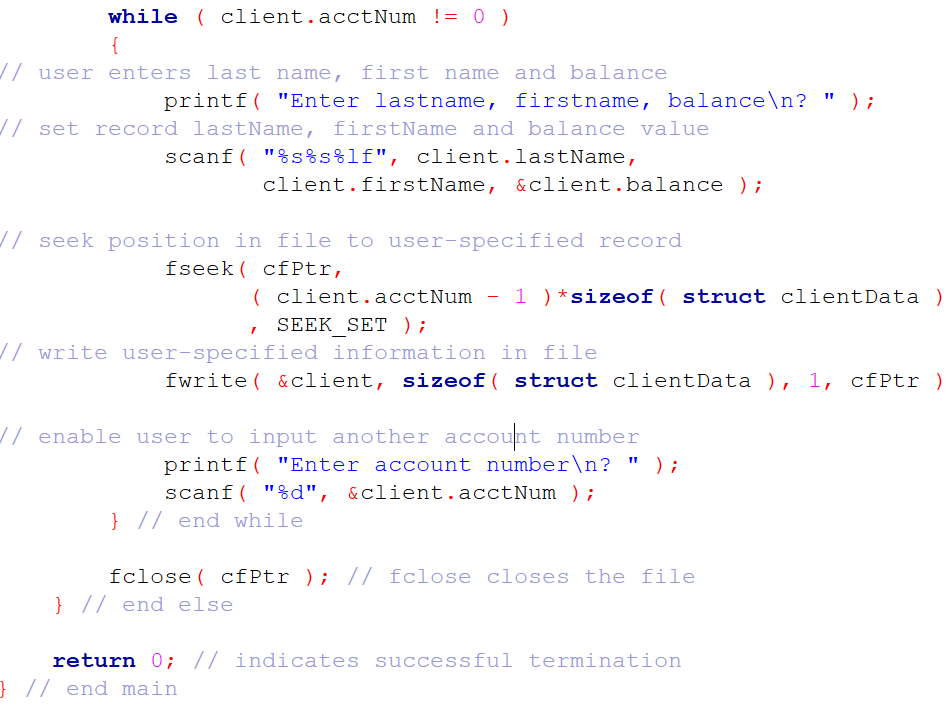 while ( client.acctNum != 0 )
{
// user enters last name, first name and balance
printf( "Enter lastname, firstname, balance\n? " );
// set record lastName, firstName and balance value
scanf( "%s%s%lf", client.lastName,
client.firstName, &client.balance );
// seek position in file to user-specified record
fseek( cfPtr,
( client.acctNum - 1 )*sizeof( struct clientData )
, SEEK_SET );
// write user-specified information in file
fwrite( &client, sizeof( struct clientData ), 1, cfPtr )
// enable user to input another account number
printf( "Enter account number\n? " );
scanf( "%d", &client.acctNum );
} // end while
fclose( cfPtr ); // fclose closes the file
} // end else
return 0; // indicates successful termination
} // end main